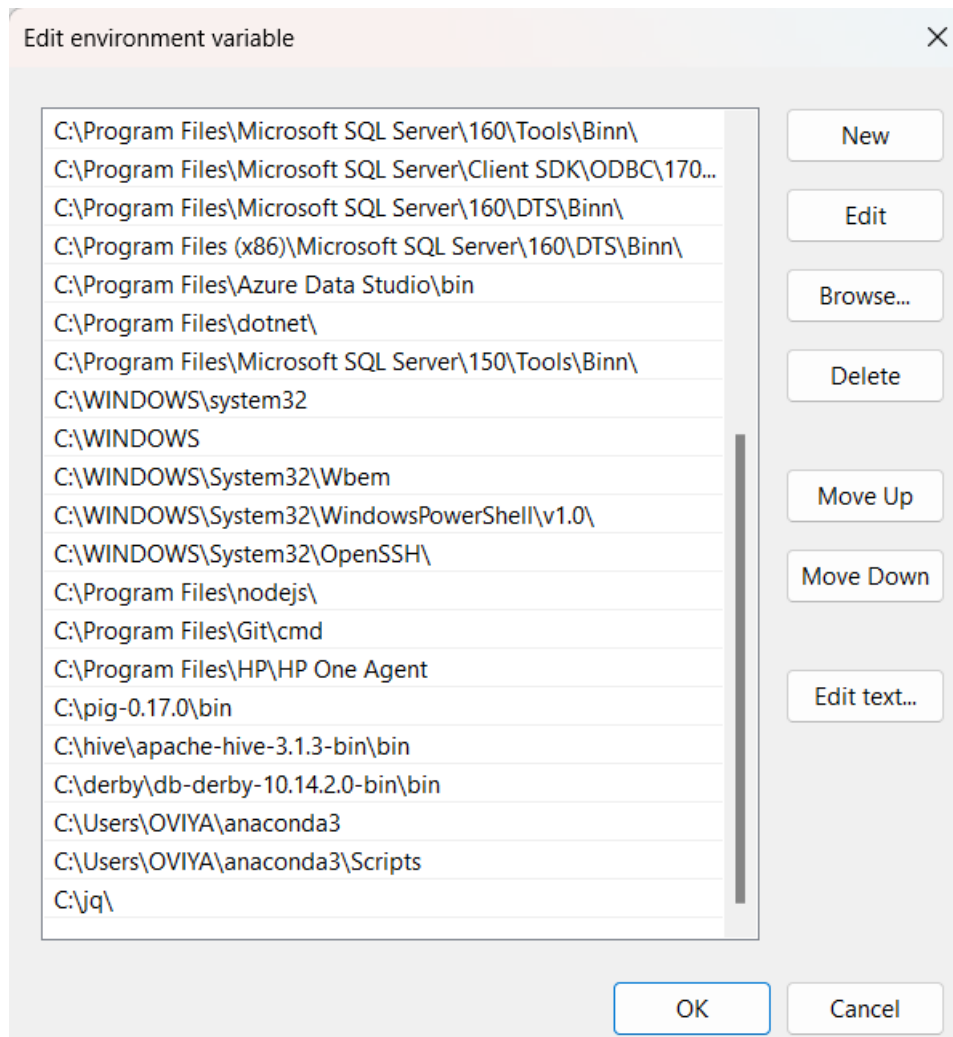 Edit environment variable
C:\Program Files\Microsoft SQL Server\160\Tools\Binn\
C:\Program Files\Microsoft SQL Server\Client SDK\ODBC\170...
C:\Program Files\Microsoft SQL Server\160\DTS\Binn\
C:\Program Files (x86)\Microsoft SQL Server\160\DTS\Binn\
C:\Program Files\Azure Data Studio\bin
C:\Program Files\dotnet\
C:\Program Files\Microsoft SQL Server\150\Tools\Binn\
C:\WINDOWS\system32
C:\WINDOWS
C:\WINDOWS\System32\Wbem
C:\WINDOWS\System32\WindowsPowerShell\v1.0\
C:\WINDOWS\System32\OpenSSH\
C:\Program Files\nodejs\
C:\Program Files\Git\cmd
C:\Program Files\HP\HP One Agent
C:\pig-0.17.0\bin
C:\hive\apache-hive-3.1.3-bin\bin
C:\derby\db-derby-10.14.2.0-bin\bin
C:\Users\OVIYA\anaconda3
C:\Users\OVIYA\anaconda3\Scripts
C:\jq\
New
Edit
Browse...
Delete
Move Up
Move Down
Edit text...
OK
Cancel